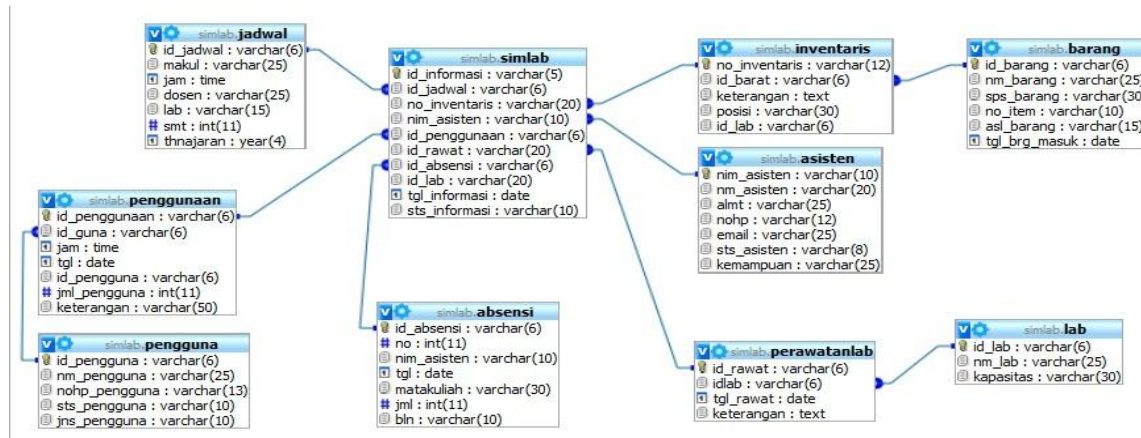 simlab.jadwal
id_jadwal : varchar(6)
makul : varchar(25)
jam : time
dosen : varchar(25)
lab : varchar(15)
# smt : int(11)
thnajaran : year(4)
simlab.simlab
id_informasi : varchar(5)
id_jadwal : varchar(6)
no_inventaris : varchar(20)
nim_asisten : varchar(10)
id_penggunaan : varchar(6)
id_rawat : varchar(20)
id_absensi : varchar(6)
id_lab : varchar(20)
tgl_informasi : date
sts_informasi : varchar(10)
simlab.inventaris
no_inventaris : varchar(12)
id_barat : varchar(6)
keterangan : text
posisi : varchar(30)
id_lab : varchar(6)
simlab.barang
id_barang : varchar(6)
nm_barang : varchar(25)
sps_barang : varchar(30)
no_item : varchar(10)
asl_barang : varchar(15)
tgl_brg_masuk : date
simlab.asisten
nim_asisten : varchar(10)
nm_asisten : varchar(20)
almt : varchar(25)
nohp : varchar(12)
email : varchar(25)
sts_asisten : varchar(8)
kemampuan : varchar(25)
simlab.penggunaan
id_penggunaan : varchar(6)
id_guna : varchar(6)
jam : time
tgl : date
id_pengguna : varchar(6)
# jml_pengguna : int(11)
keterangan : varchar(50)
simlab.pengguna
id_pengguna : varchar(6)
nm_pengguna : varchar(25)
nohp_pengguna : varchar(13)
sts_pengguna : varchar(10)
jns_pengguna : varchar(10)
simlab.absensi
id_absensi : varchar(6)
# no : int(11)
nim_asisten : varchar(10)
tgl : date
matakuliah : varchar(30)
# jml : int(11)
bln : varchar(10)
simlab.perawatanlab
id_rawat : varchar(6)
idlab : varchar(6)
tgl_rawat : date
keterangan : text
simlab.lab
id_lab : varchar(6)
nm_lab : varchar(25)
kapasitas : varchar(30)